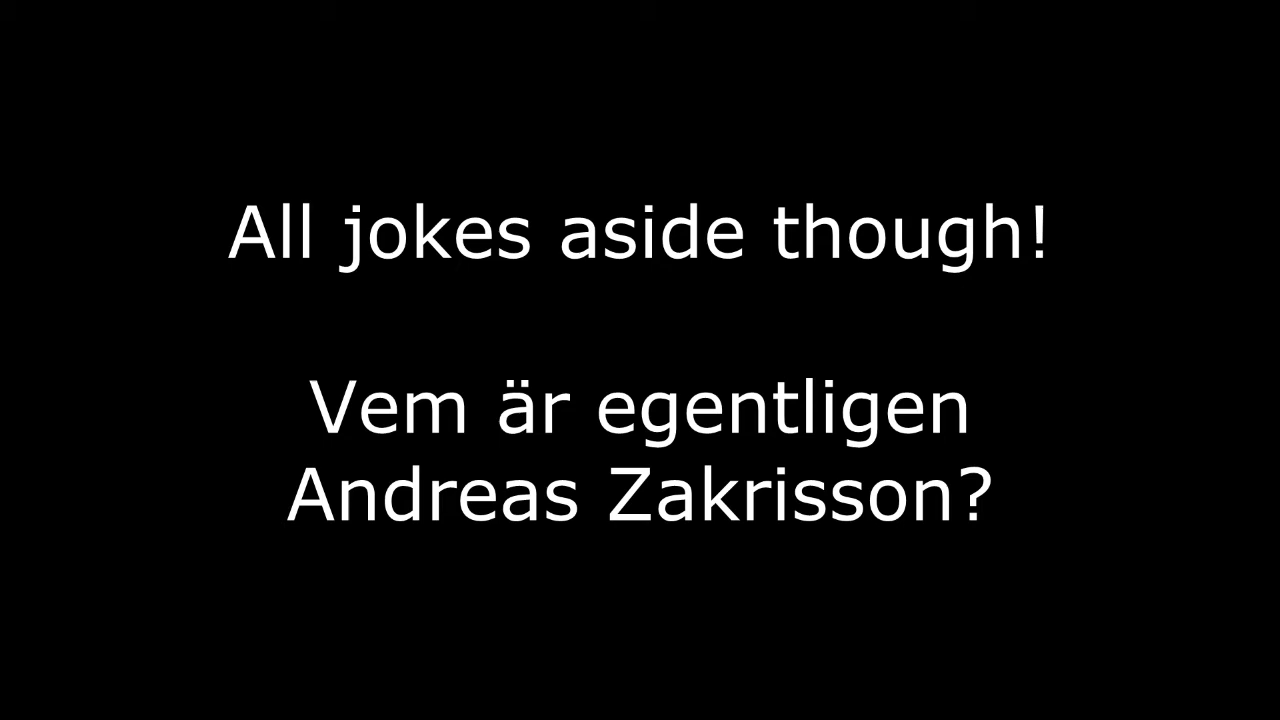 All jokes aside though!
Vem är egentligen
Andreas Zakrisson?